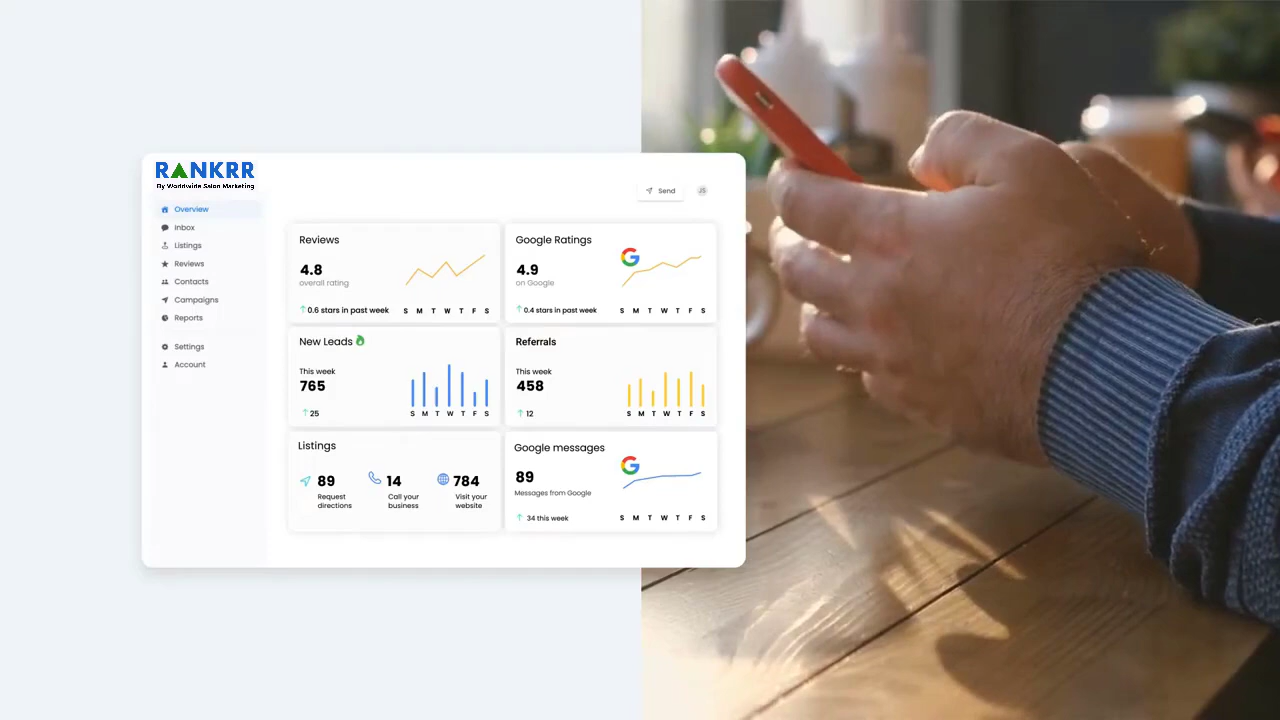 RANKRR
By Worldwide Salon Marketing
Send
JS
Overview
Inbox
Listings
Reviews
Contacts
Campaigns
Reports
Settings
Account
Reviews
4.8
overall rating
0.6 stars in past week
S M T W T F S
Google Ratings
4.9
on Google
0.4 stars in past week
S M T W T F S
New Leads
This week
765
25
S M T W T F S
Referrals
This week
458
12
S M T W T F S
Listings
89
Request
directions
14
Call your
business
784
Visit your
website
Google messages
89
Messages from Google
34 this week
S M T W T F S